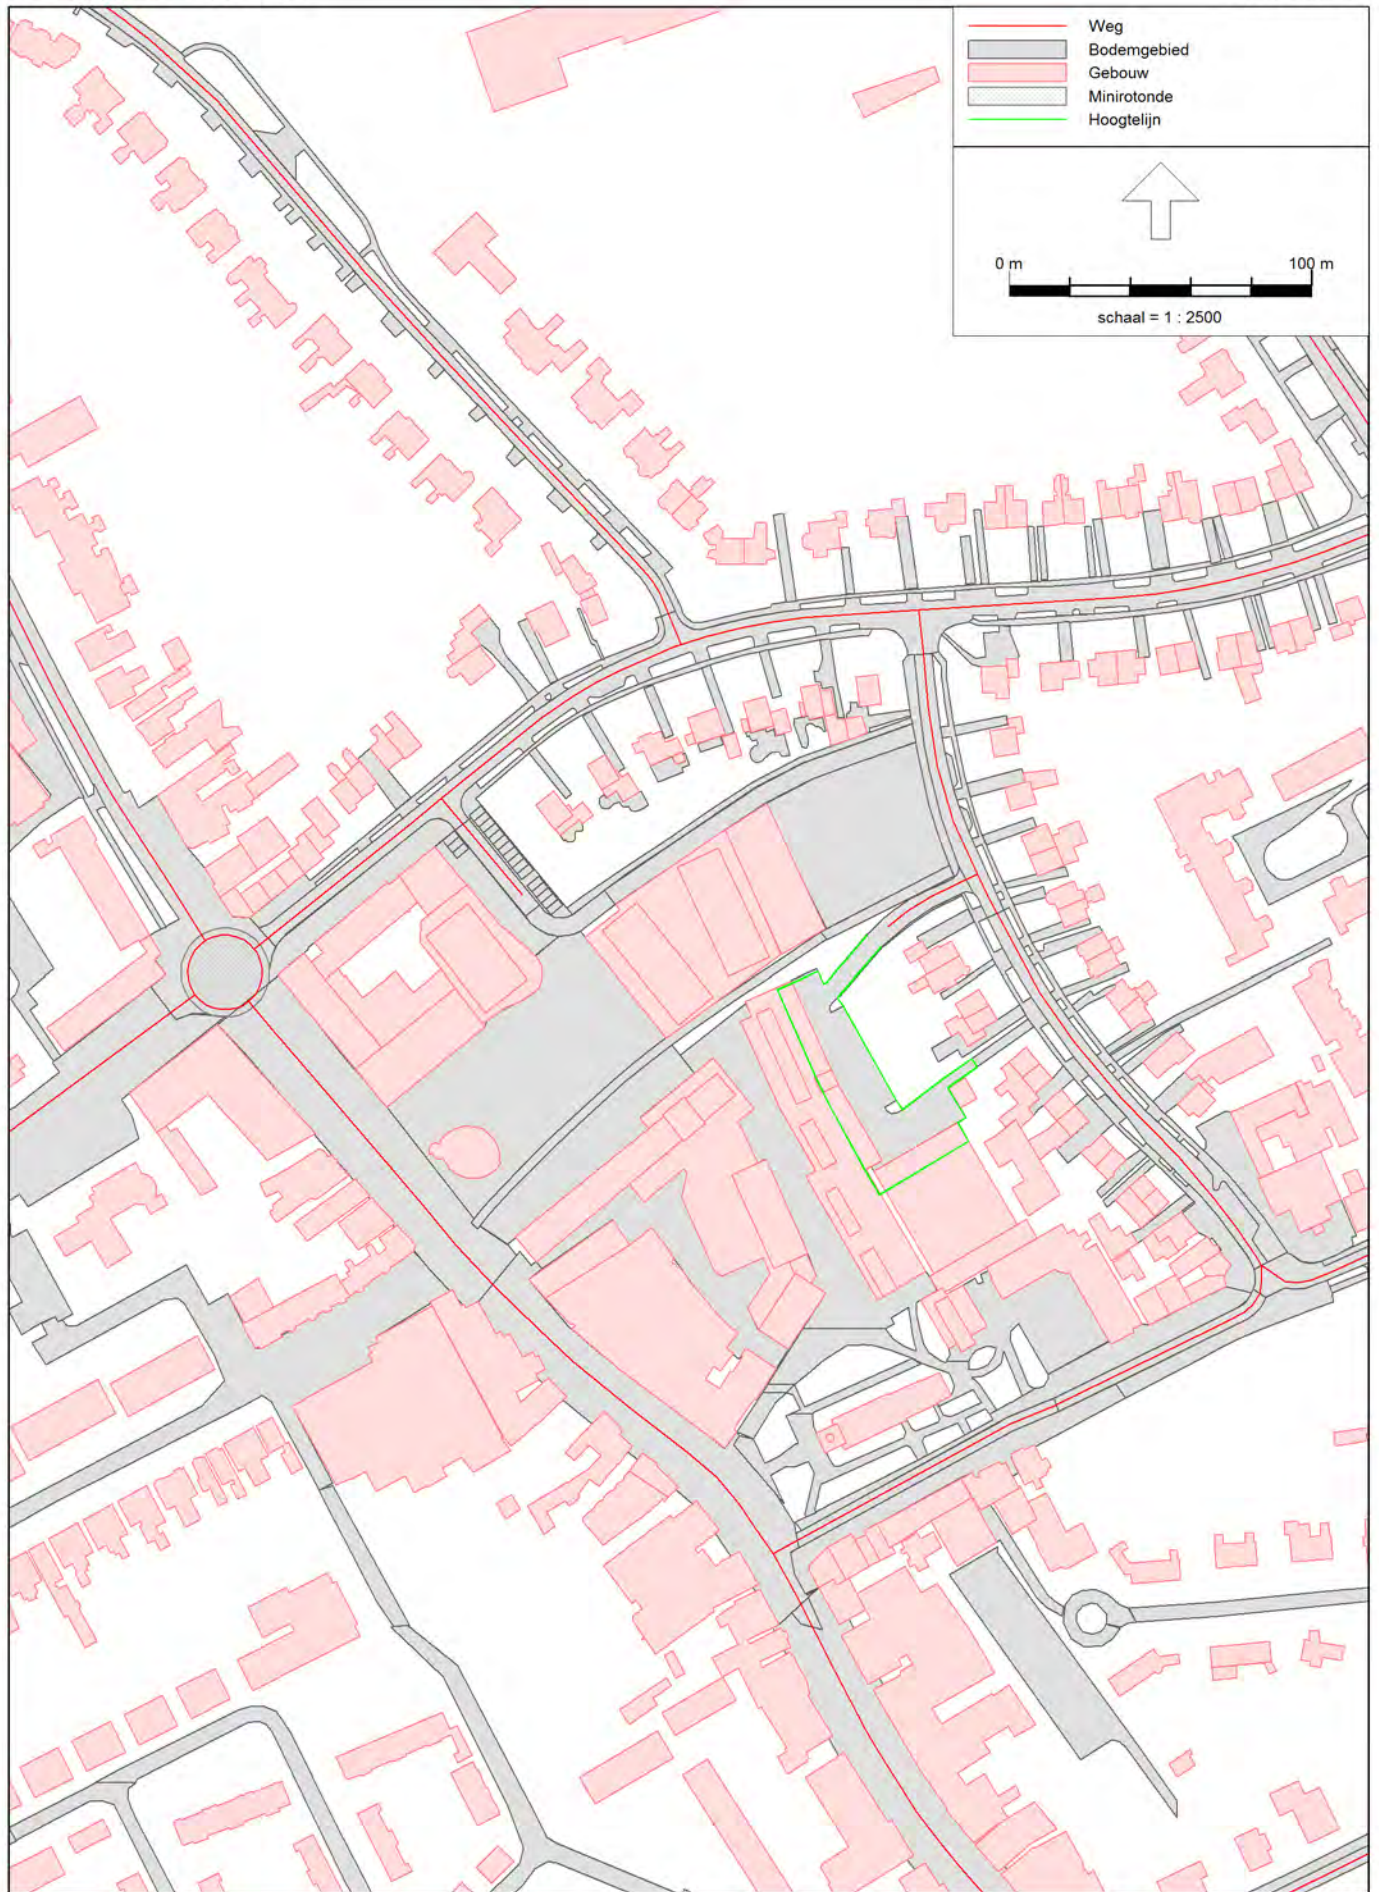 Weg
Bodemgebied
Gebouw
Minirotonde
Hoogtelijn
0 m 100 m
schaal = 1 : 2500